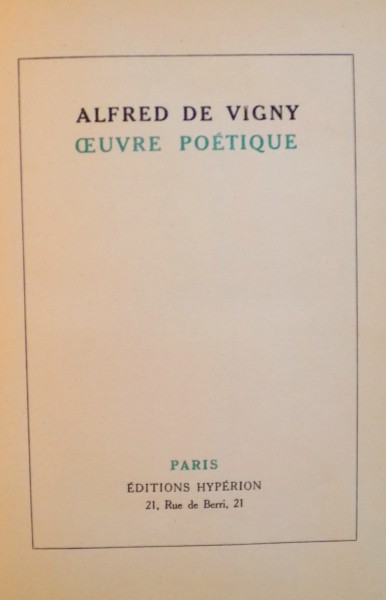 ALFRED DE VIGNY
ŒUVRE POÉTIQUE
PARIS
ÉDITIONS HYPÉRION
21, Rue de Berri, 21